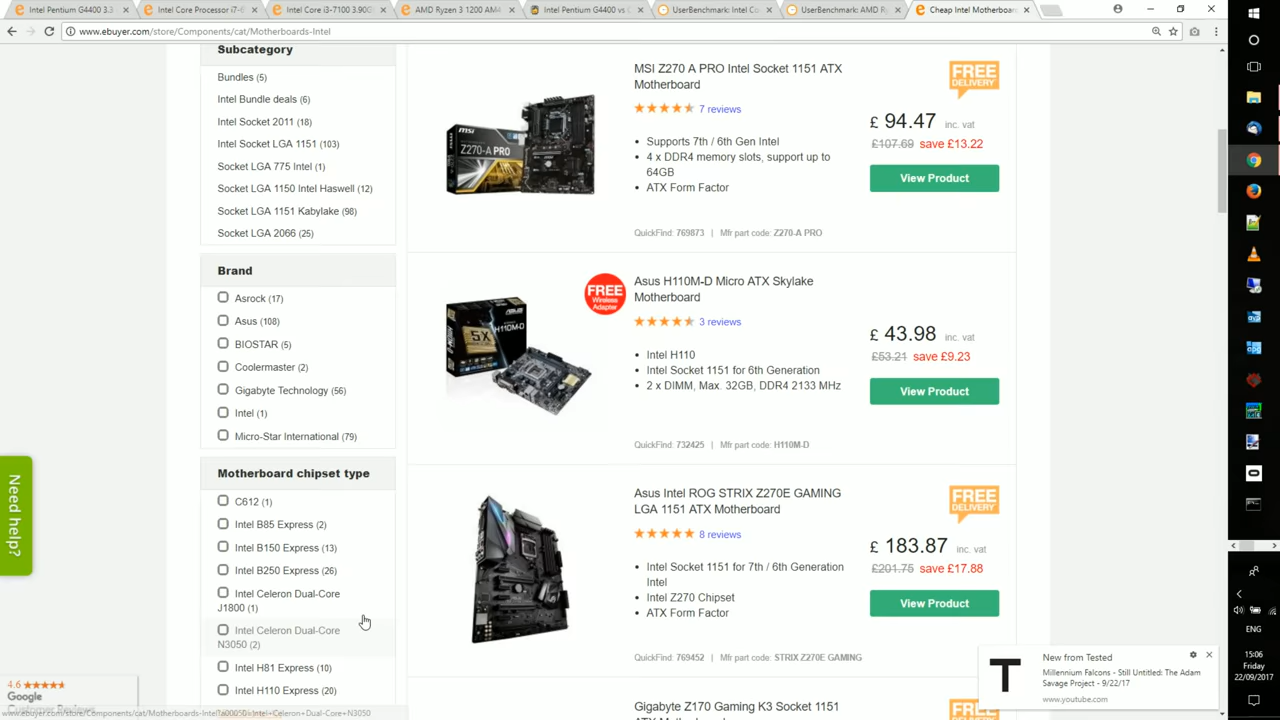 Intel Pentium G4400 3.3
Intel Core Processor i7-6
Intel Core i3-7100 3.90G
AMD Ryzen 3 1200 AM4
Intel Pentium G4400 vs C
UserBenchmark: Intel Co
UserBenchmark: AMD Ry
Cheap Intel Motherboard
www.ebuyer.com/store/Components/cat/Motherboards-Intel
Subcategory
Bundles (5)
Intel Bundle deals (6)
Intel Socket 2011 (18)
Intel Socket LGA 1151 (103)
Socket LGA 775 Intel (1)
Socket LGA 1150 Intel Haswell (12)
Socket LGA 1151 Kabylake (98)
Socket LGA 2066 (25)
Brand
Asrock (17)
Asus (108)
BIOSTAR (5)
Coolermaster (2)
Gigabyte Technology (56)
Intel (1)
Micro-Star International (79)
Motherboard chipset type
C612 (1)
Intel B85 Express (2)
Intel B150 Express (13)
Intel B250 Express (26)
Intel Celeron Dual-Core
J1800 (1)
Intel Celeron Dual-Core
N3050 (2)
Intel H81 Express (10)
Intel H110 Express (20)
MSI Z270 A PRO Intel Socket 1151 ATX
Motherboard
7 reviews
Supports 7th / 6th Gen Intel
4 x DDR4 memory slots, support up to
64GB
ATX Form Factor
QuickFind: 769873 | Mfr part code: Z270-A PRO
FREE
DELIVERY
£ 94.47 inc. vat
£107.69 save £13.22
View Product
msi
Z270-A PRO
FREE
Wireless
Adapter
Asus H110M-D Micro ATX Skylake
Motherboard
3 reviews
Intel H110
Intel Socket 1151 for 6th Generation
2 x DIMM, Max. 32GB, DDR4 2133 MHz
QuickFind: 732425 | Mfr part code: H110M-D
£ 43.98 inc. vat
£53.21 save £9.23
View Product
ASUS
H110M-D
5X
Asus Intel ROG STRIX Z270E GAMING
LGA 1151 ATX Motherboard
8 reviews
Intel Socket 1151 for 7th / 6th Generation
Intel
Intel Z270 Chipset
ATX Form Factor
QuickFind: 769452 | Mfr part code: STRIX Z270E GAMING
FREE
DELIVERY
£ 183.87 inc. vat
£201.75 save £17.88
View Product
Gigabyte Z170 Gaming K3 Socket 1151
FREE
Need help?
4.6
Google
Customer Reviews
www.ebuyer.com/store/Components/cat/Motherboards-Intel?a00050=Intel+Celeron+Dual+Core+N3050
T
New from Tested
Millennium Falcons - Still Untitled: The Adam
Savage Project - 9/22/17
www.youtube.com
ENG
15:06
Friday
22/09/2017